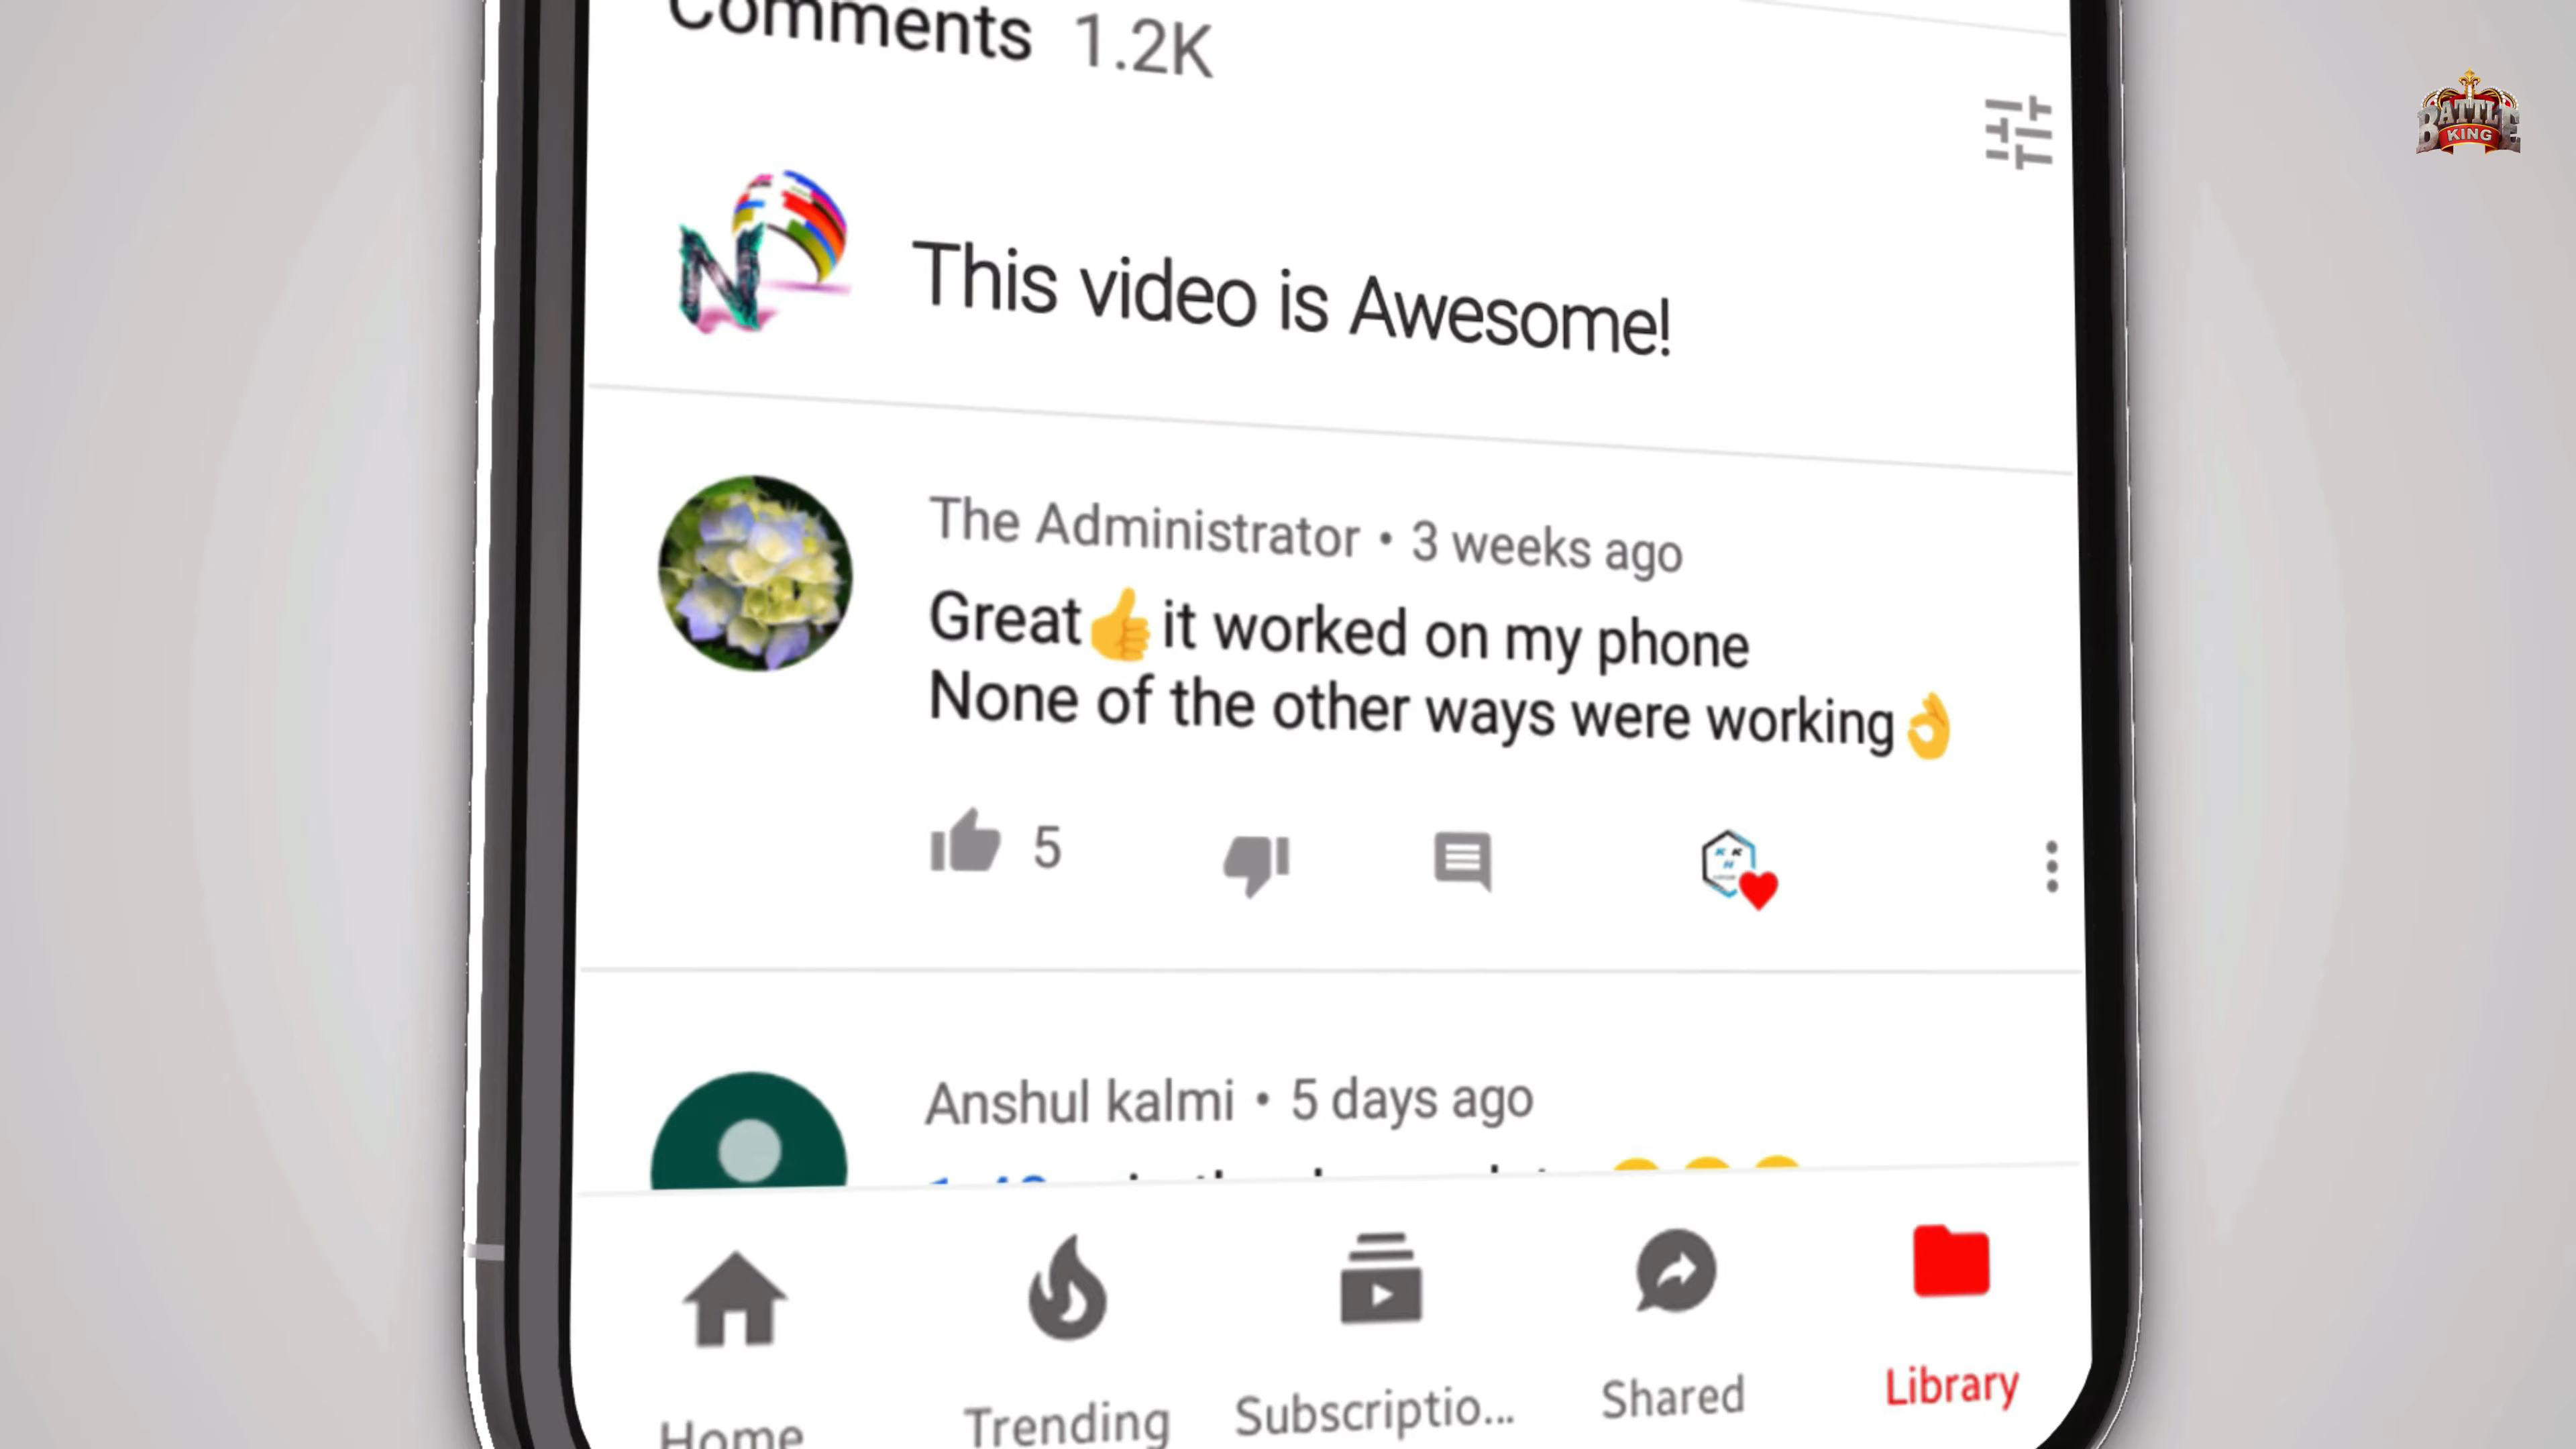 Comments 1.2K
BATTLE
KING
This video is Awesome!
The Administrator • 3 weeks ago
Great👍it worked on my phone
None of the other ways were working👌
5
K K
H
Anshul kalmi • 5 days ago
Home Trending Subscriptio... Shared Library